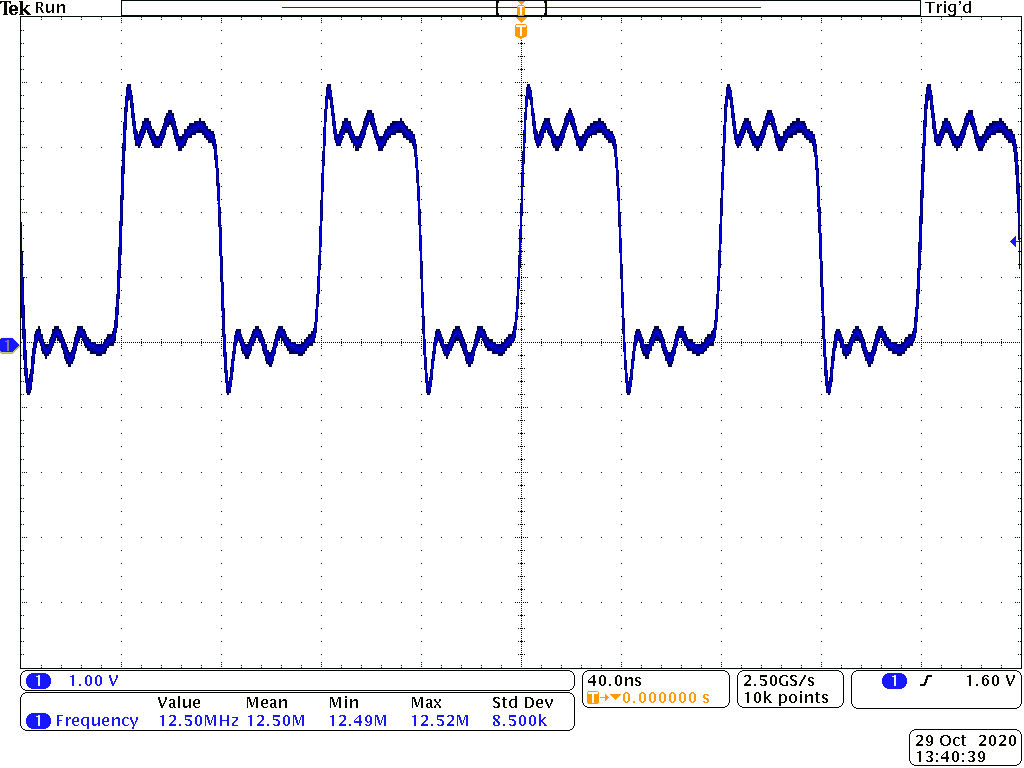 Tek Run Trig'd
T
T
1
1 1.00 V 40.0ns 2.50GS/s 1 1.60 V
T→▼0.000000 s 10k points
Value Mean Min Max Std Dev
1 Frequency 12.50MHz 12.50M 12.49M 12.52M 8.500k
29 Oct 2020
13:40:39